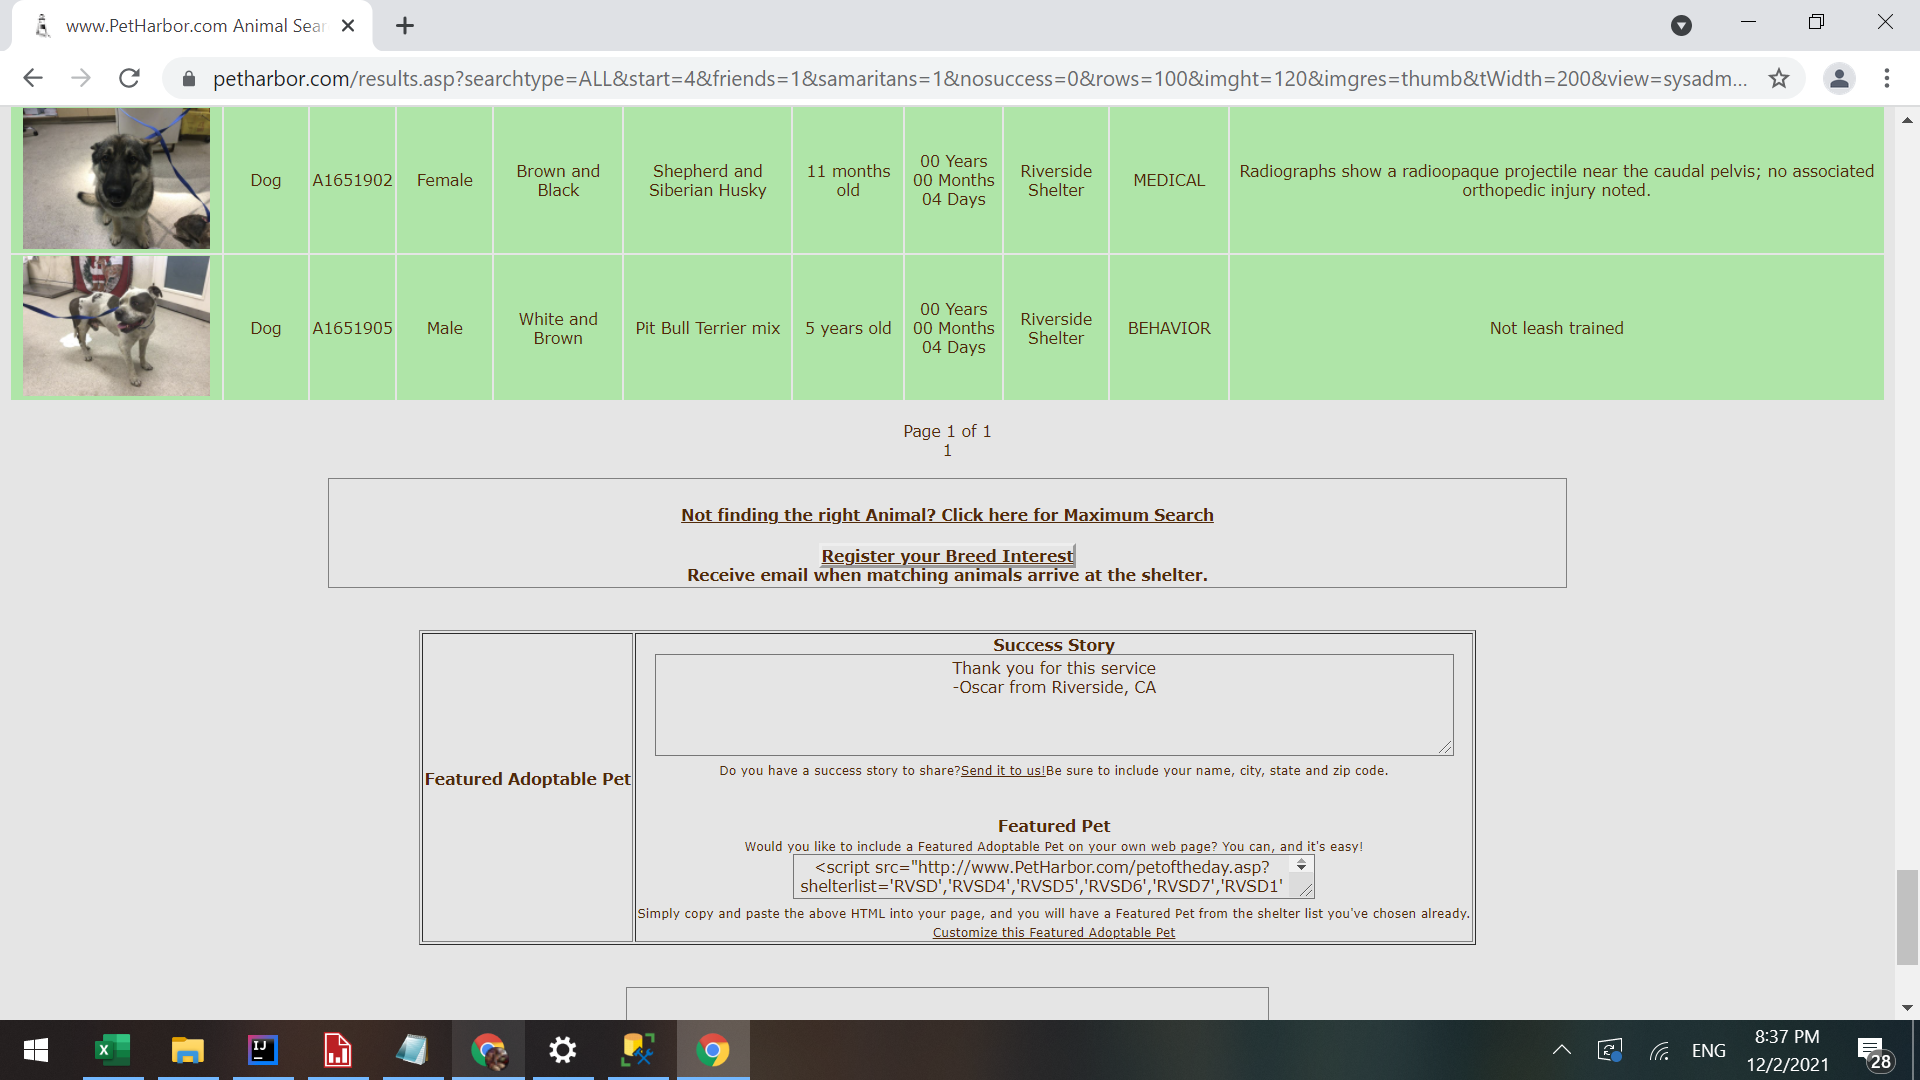 www.PetHarbor.com Animal Sear
petharbor.com/results.asp?searchtype=ALL&start=4&friends=1&samaritans=1&nosuccess=0&rows=100&imght=120&imgres=thumb&tWidth=200&view=sysadm...
Dog
A1651902
Female
Brown and
Black
Shepherd and
Siberian Husky
11 months
old
00 Years
00 Months
04 Days
Riverside
Shelter
MEDICAL
Radiographs show a radioopaque projectile near the caudal pelvis; no associated
orthopedic injury noted.
Dog
A1651905
Male
White and
Brown
Pit Bull Terrier mix
5 years old
00 Years
00 Months
04 Days
Riverside
Shelter
BEHAVIOR
Not leash trained
Page 1 of 1
1
Not finding the right Animal? Click here for Maximum Search
Register your Breed Interest
Receive email when matching animals arrive at the shelter.
Featured Adoptable Pet
Success Story
Thank you for this service
-Oscar from Riverside, CA
Do you have a success story to share?Send it to us!Be sure to include your name, city, state and zip code.
Featured Pet
Would you like to include a Featured Adoptable Pet on your own web page? You can, and it's easy!
<script src="http://www.PetHarbor.com/petoftheday.asp?
shelterlist='RVSD','RVSD4','RVSD5','RVSD6','RVSD7','RVSD1'
Simply copy and paste the above HTML into your page, and you will have a Featured Pet from the shelter list you've chosen already.
Customize this Featured Adoptable Pet
X
IJ
ENG
8:37 PM
12/2/2021
28